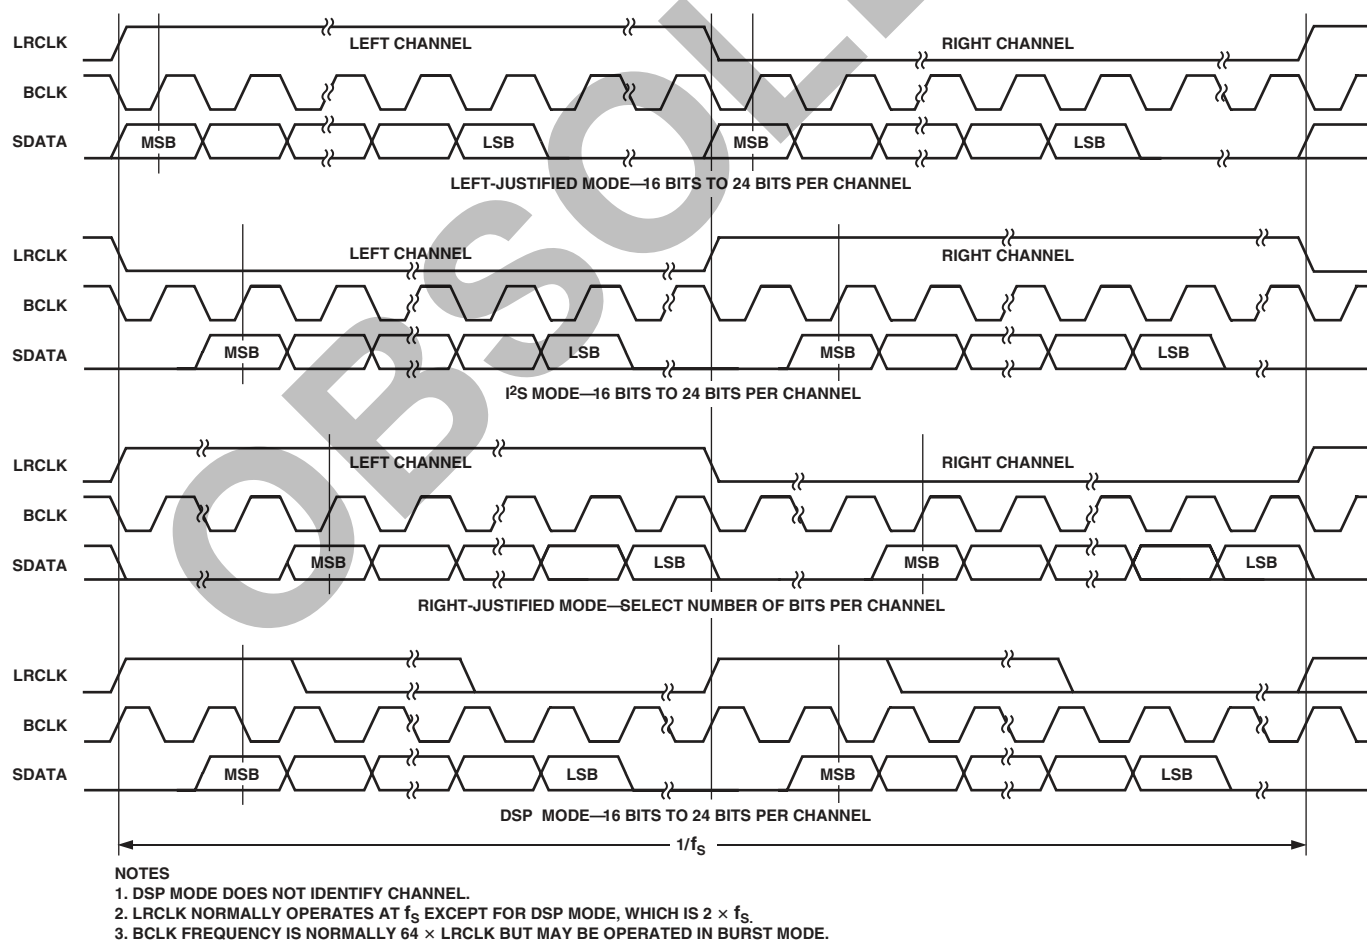 LRCLK LEFT CHANNEL RIGHT CHANNEL
BCLK
SDATA MSB LSB MSB LSB
LEFT-JUSTIFIED MODE—16 BITS TO 24 BITS PER CHANNEL
LRCLK LEFT CHANNEL RIGHT CHANNEL
BCLK
SDATA MSB LSB MSB LSB
I²S MODE—16 BITS TO 24 BITS PER CHANNEL
LRCLK LEFT CHANNEL RIGHT CHANNEL
BCLK
SDATA MSB LSB MSB LSB
RIGHT-JUSTIFIED MODE—SELECT NUMBER OF BITS PER CHANNEL
LRCLK
BCLK
SDATA MSB LSB MSB LSB
DSP MODE—16 BITS TO 24 BITS PER CHANNEL
1/fS
NOTES
1. DSP MODE DOES NOT IDENTIFY CHANNEL.
2. LRCLK NORMALLY OPERATES AT fS EXCEPT FOR DSP MODE, WHICH IS 2 × fS.
3. BCLK FREQUENCY IS NORMALLY 64 × LRCLK BUT MAY BE OPERATED IN BURST MODE.
OBSOL